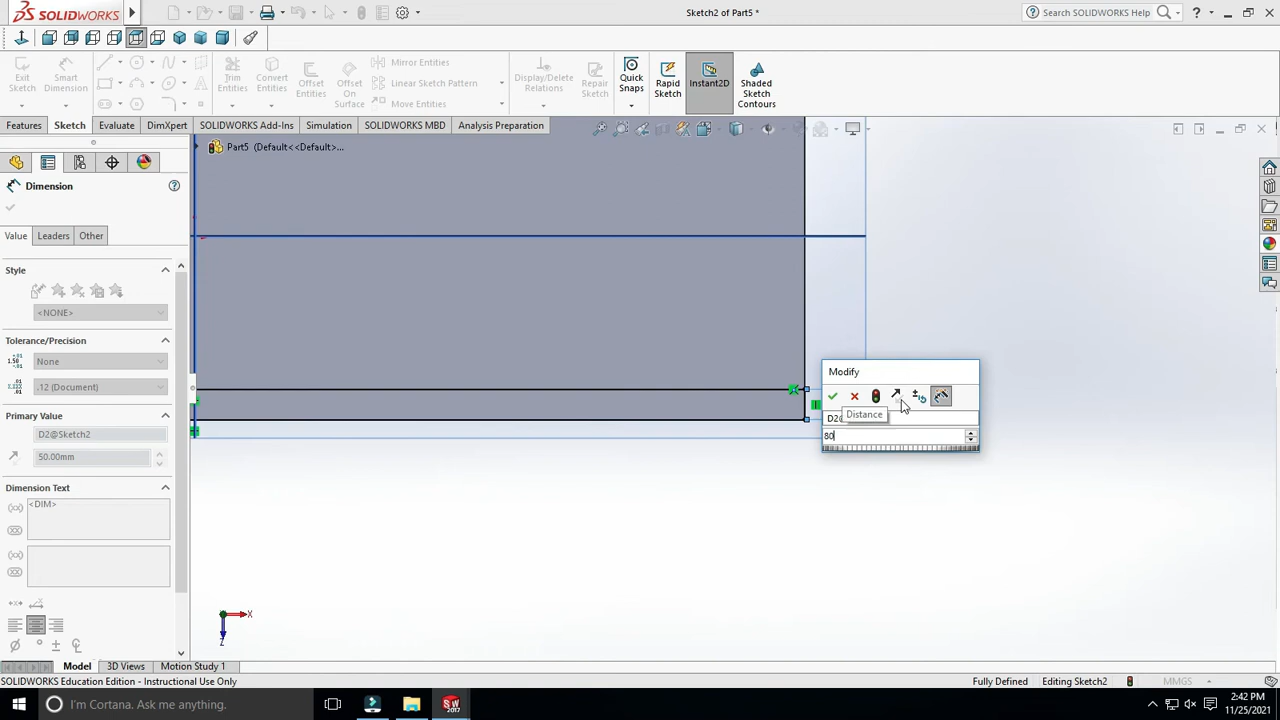 SOLIDWORKS
Sketch2 of Part5 *
Search SOLIDWORKS Help
Exit Sketch
Smart Dimension
Trim Entities
Convert Entities
Offset Entities
Offset On Surface
Mirror Entities
Linear Sketch Pattern
Move Entities
Display/Delete Relations
Repair Sketch
Quick Snaps
Rapid Sketch
Instant2D
Shaded Sketch Contours
Features
Sketch
Evaluate
DimXpert
SOLIDWORKS Add-Ins
Simulation
SOLIDWORKS MBD
Analysis Preparation
Part5 (Default<<Default>...
Dimension
Value
Leaders
Other
Style
<NONE>
Tolerance/Precision
None
.12 (Document)
Primary Value
D2@Sketch2
50.00mm
Dimension Text
<DIM>
Modify
Distance
80
X
Z
Model
3D Views
Motion Study 1
SOLIDWORKS Education Edition - Instructional Use Only
Fully Defined
Editing Sketch2
MMGS
I'm Cortana. Ask me anything.
2:42 PM
11/25/2021